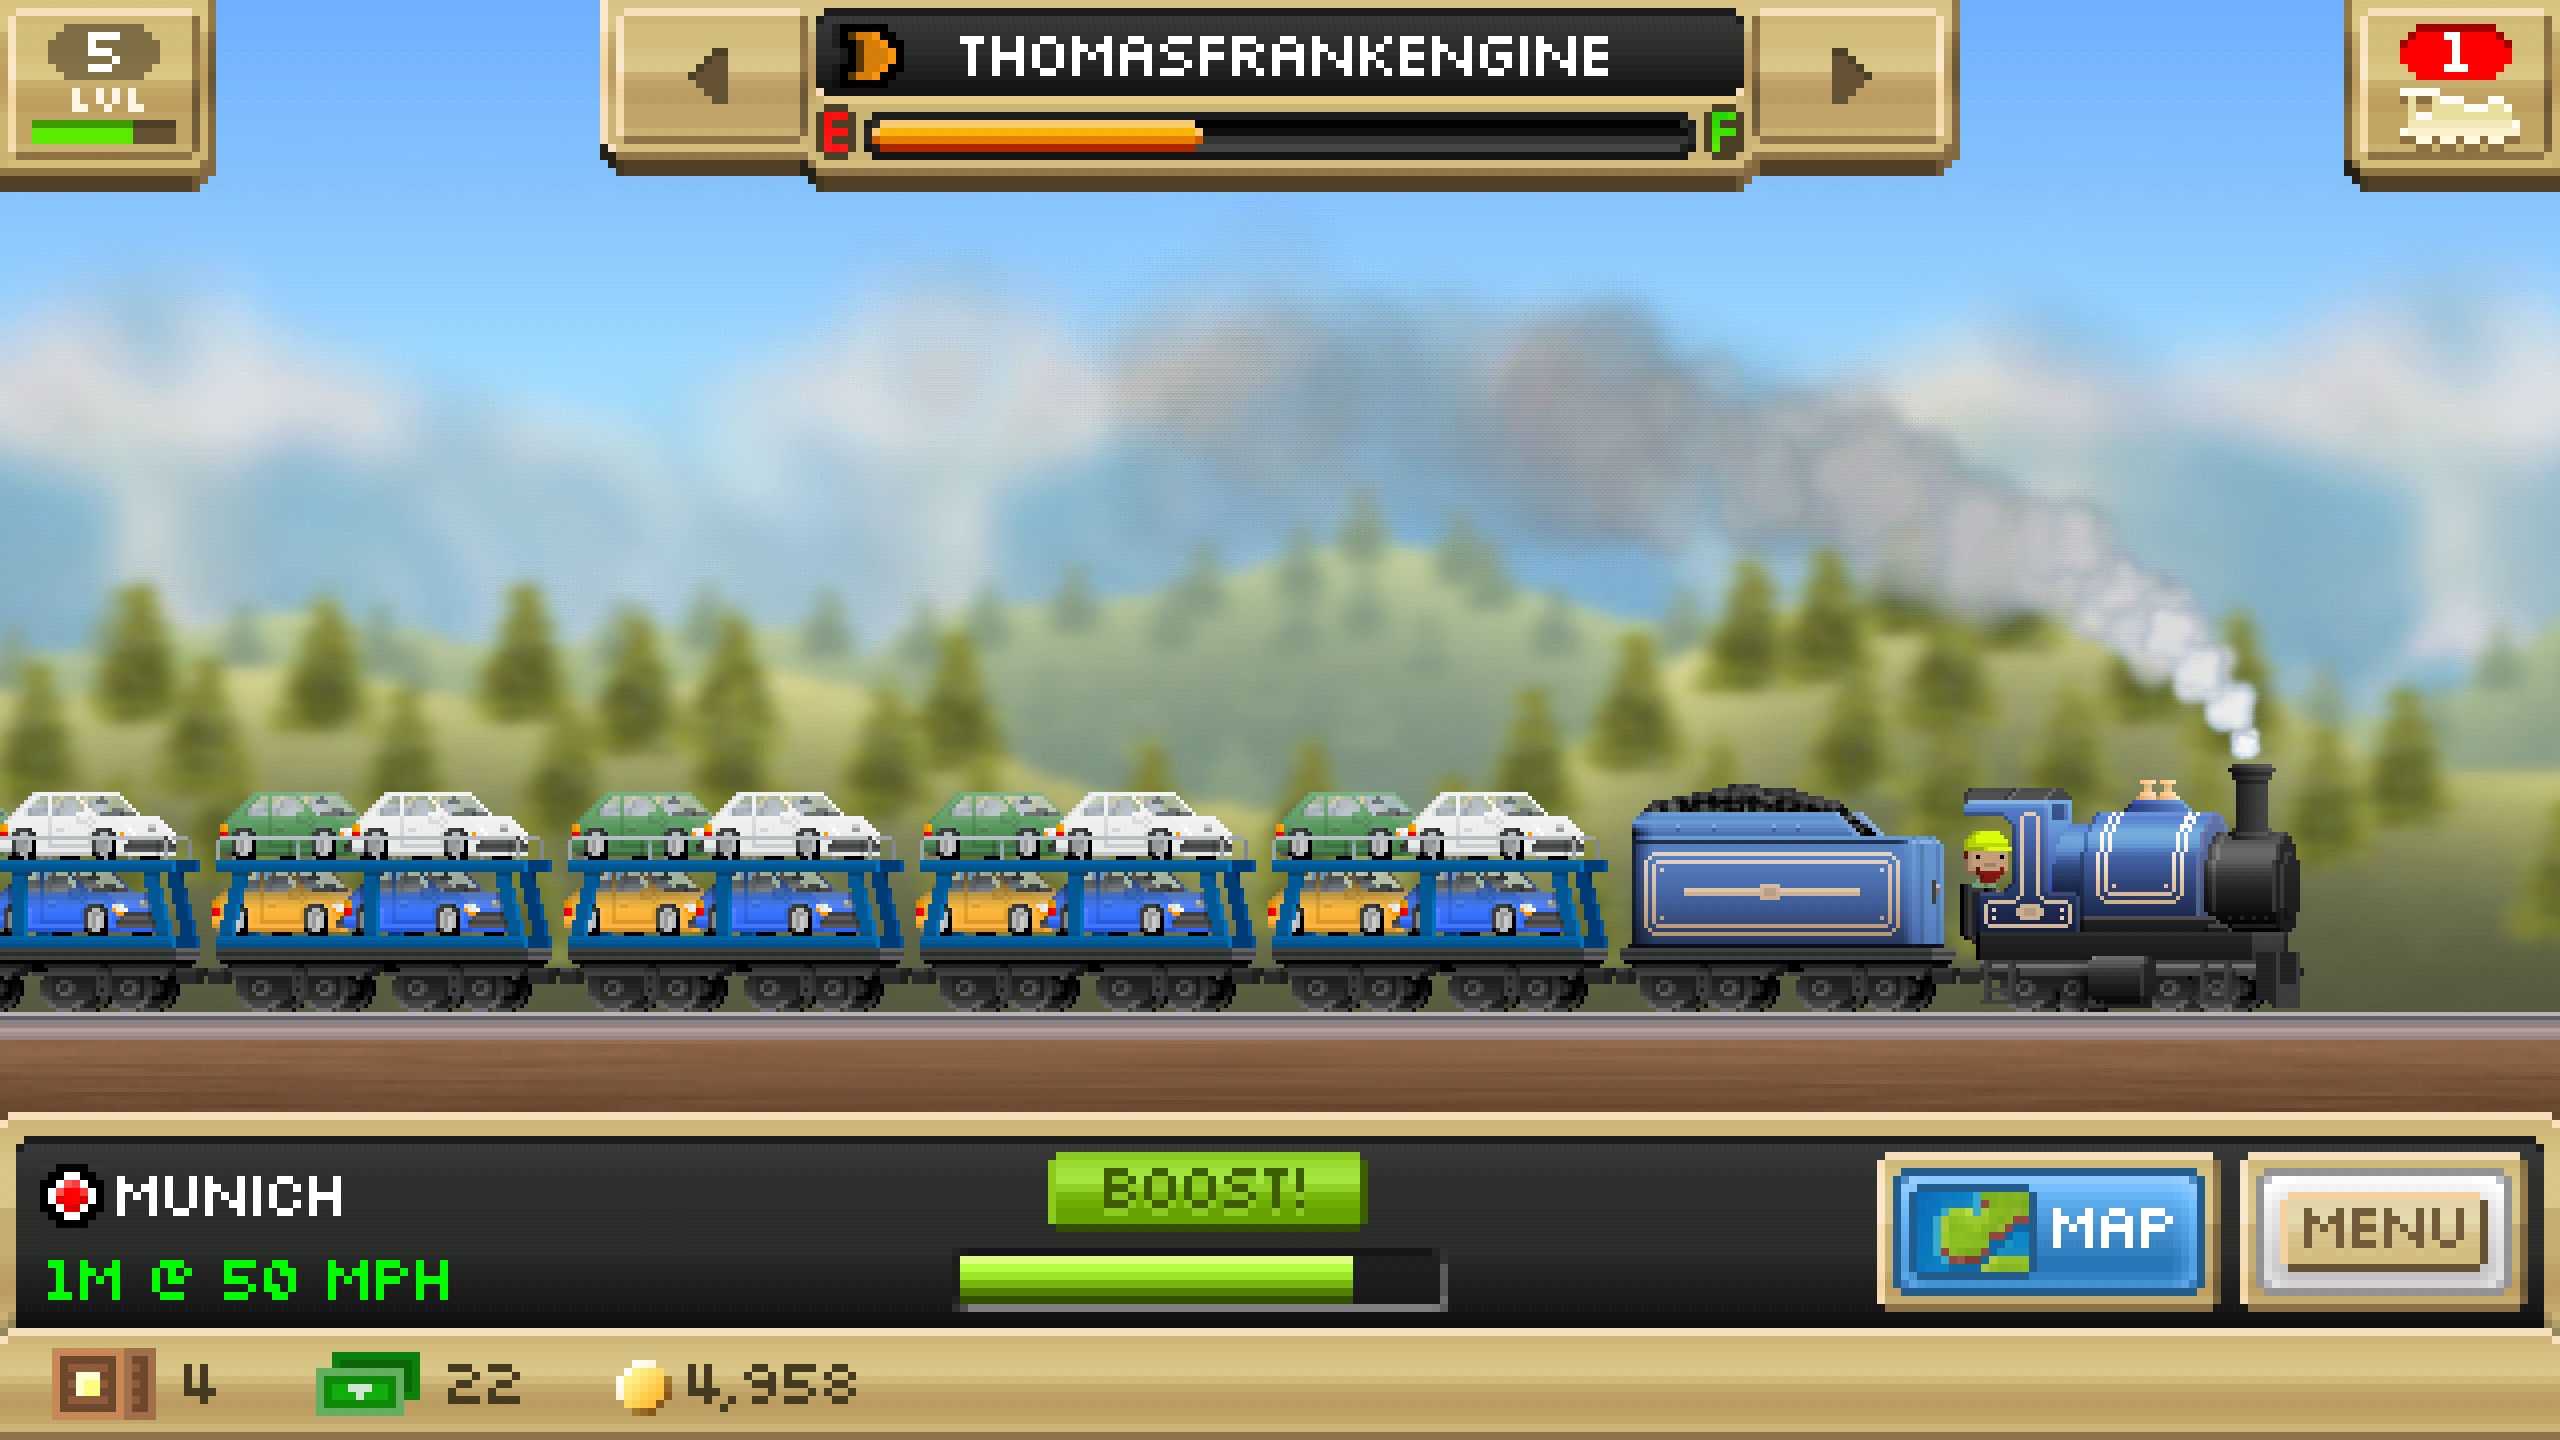 5
LVL
THOMASFRANKENGINE
E F
1
MUNICH
1M @ 50 MPH
BOOST!
MAP
MENU
4 22 4,958